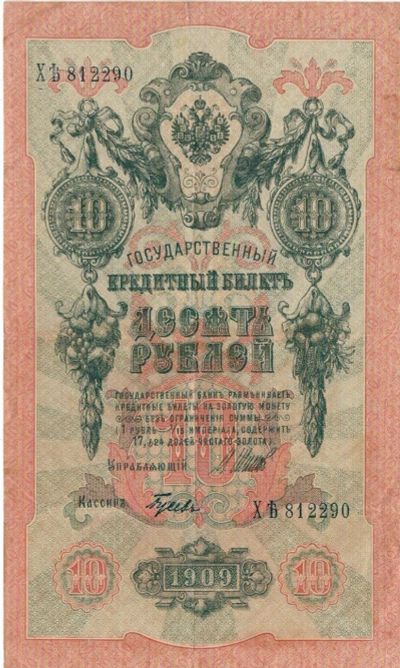 ХЪ 812290
10 10
ГОСУДАРСТВЕННЫЙ
КРЕДИТНЫЙ БИЛЕТЪ
ДЕСЯТЬ
РУБЛЕЙ
ГОСУДАРСТВЕННЫЙ БАНКЪ РАЗМѢНИВАЕТЪ
КРЕДИТНЫЕ БИЛЕТЫ НА ЗОЛОТУЮ МОНЕТУ
БЕЗЪ ОГРАНИЧЕНІЯ СУММЫ
(1 РУБЛЬ = 1/15 ИМПЕРІАЛА, СОДЕРЖИТЪ
17,424 ДОЛЕЙ ЧИСТАГО ЗОЛОТА)
10
УПРАВЛЯЮЩІЙ
Кассиръ
ХЪ 812290
10 1909 10